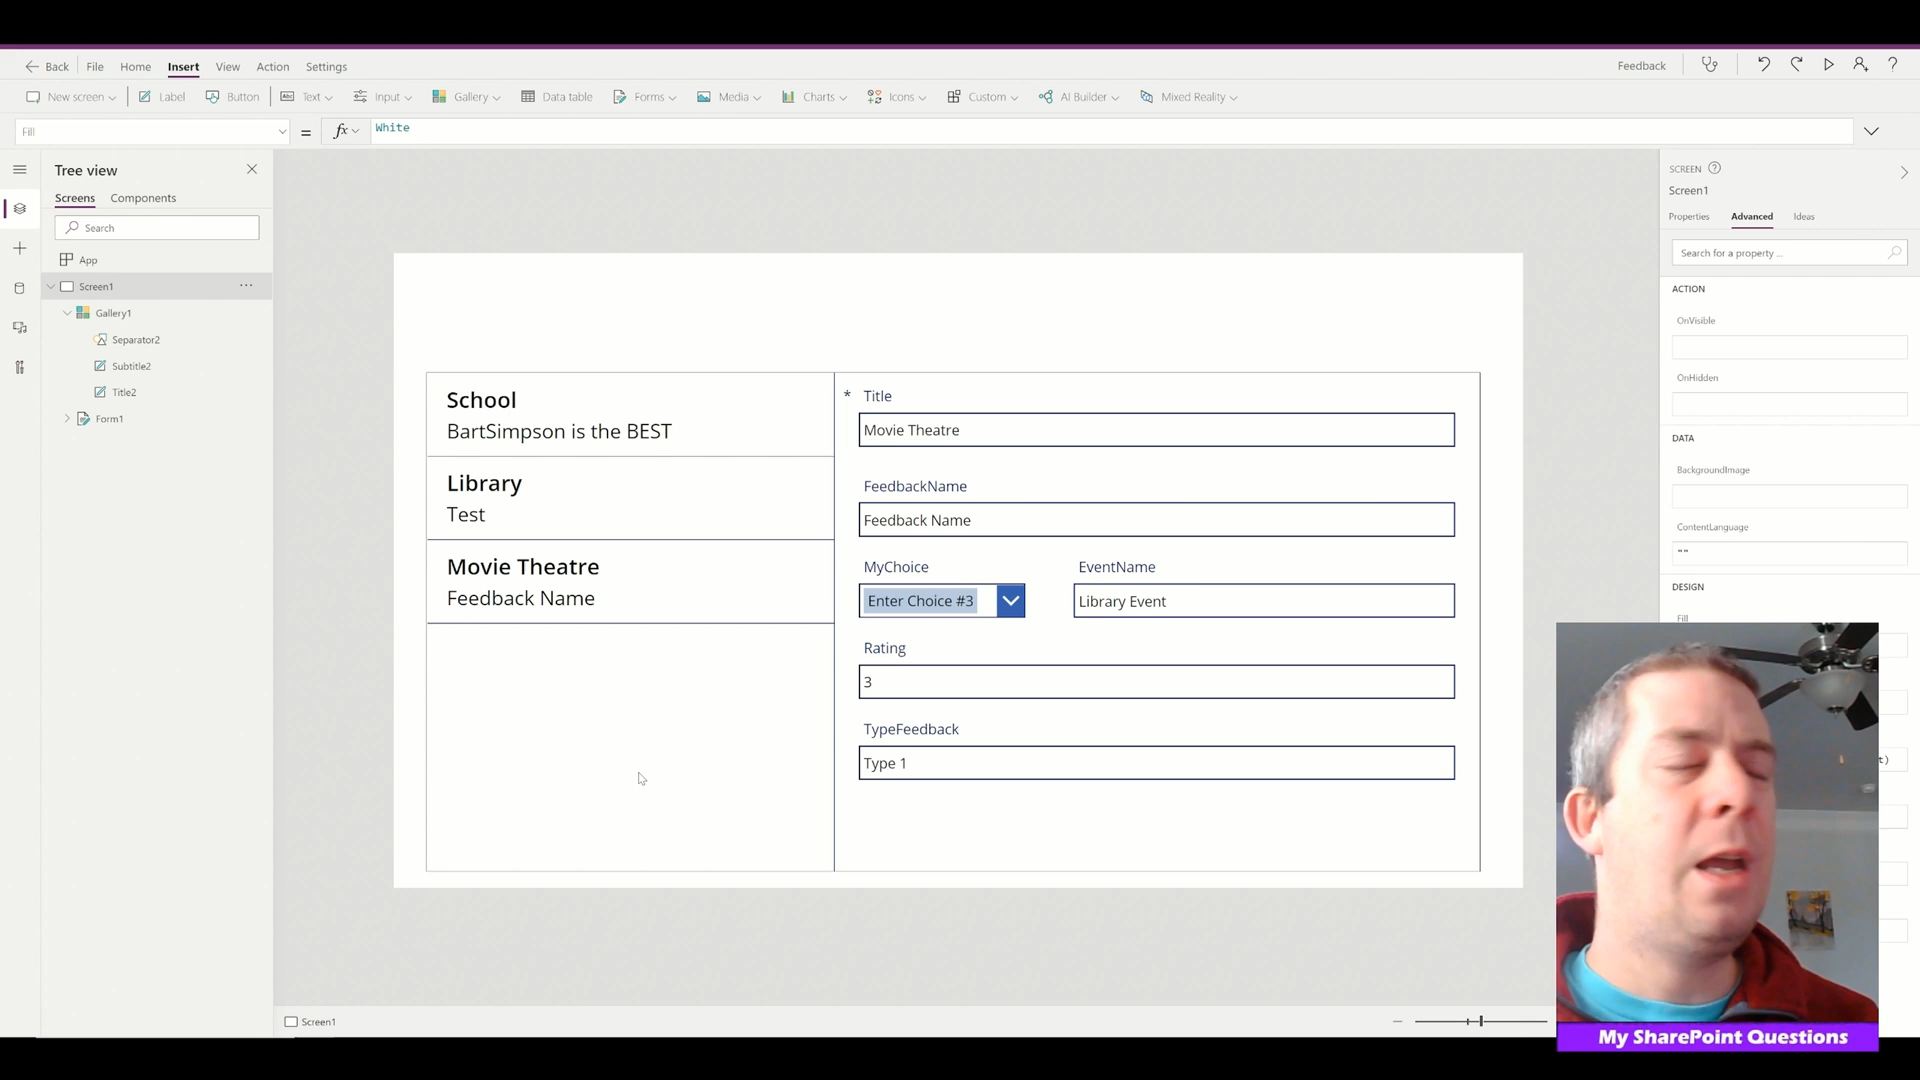 Back File Home Insert View Action Settings Feedback ?
New screen Label Button Text Input Gallery Data table Forms Media Charts Icons Custom AI Builder Mixed Reality
Fill = fx White
Tree view
Screens Components
Search
App
Screen1 ...
Gallery1
Separator2
Subtitle2
Title2
Form1
School
BartSimpson is the BEST
Library
Test
Movie Theatre
Feedback Name
* Title
Movie Theatre
FeedbackName
Feedback Name
MyChoice EventName
Enter Choice #3 Library Event
Rating
3
TypeFeedback
Type 1
Screen1
SCREEN ?
Screen1
Properties Advanced Ideas
Search for a property ...
ACTION
OnVisible
OnHidden
DATA
BackgroundImage
ContentLanguage
""
DESIGN
Fill
t)
My SharePoint Questions